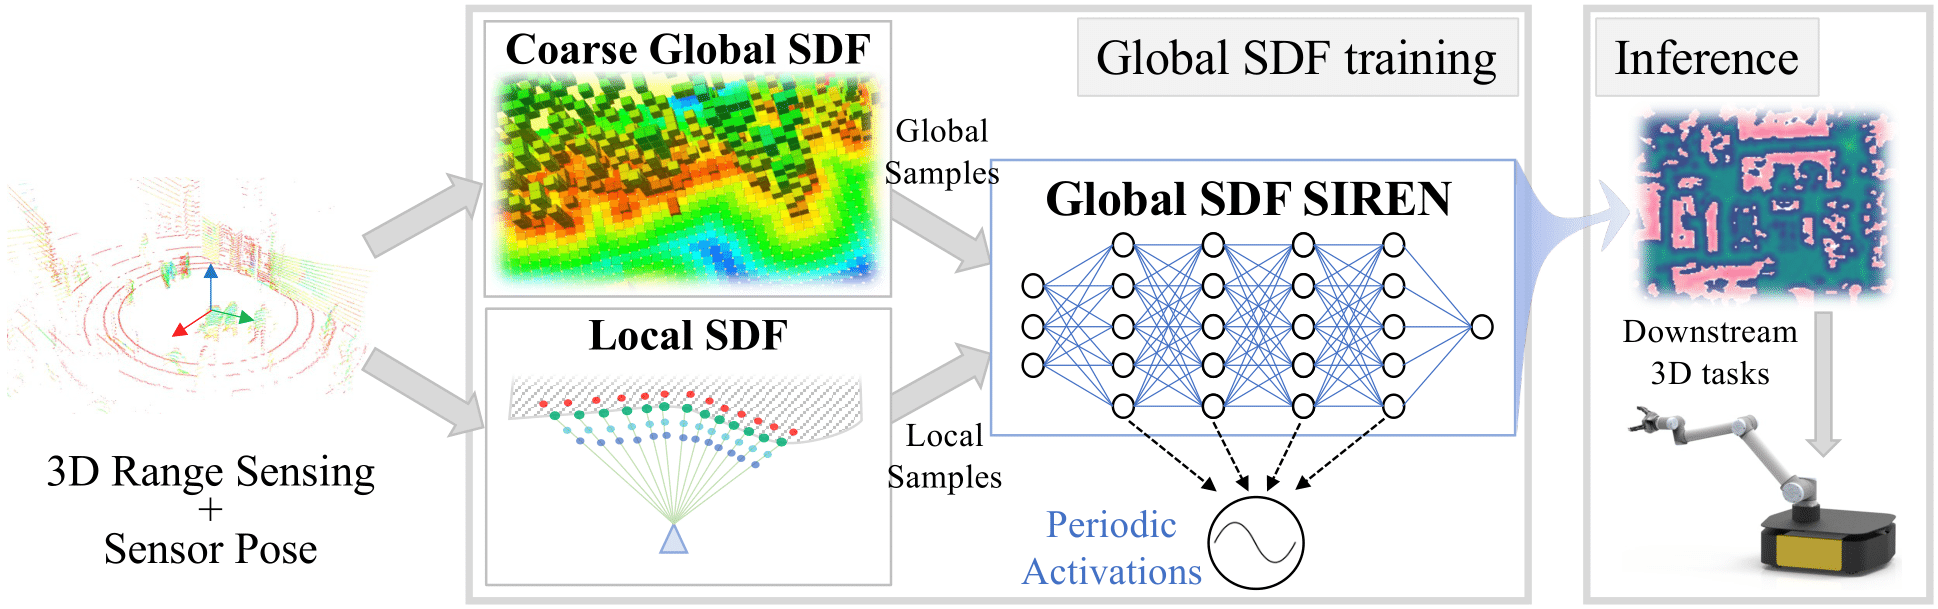 3D Range Sensing
+
Sensor Pose
Coarse Global SDF
Local SDF
Global
Samples
Local
Samples
Global SDF training
Global SDF SIREN
Periodic
Activations
Inference
Downstream
3D tasks